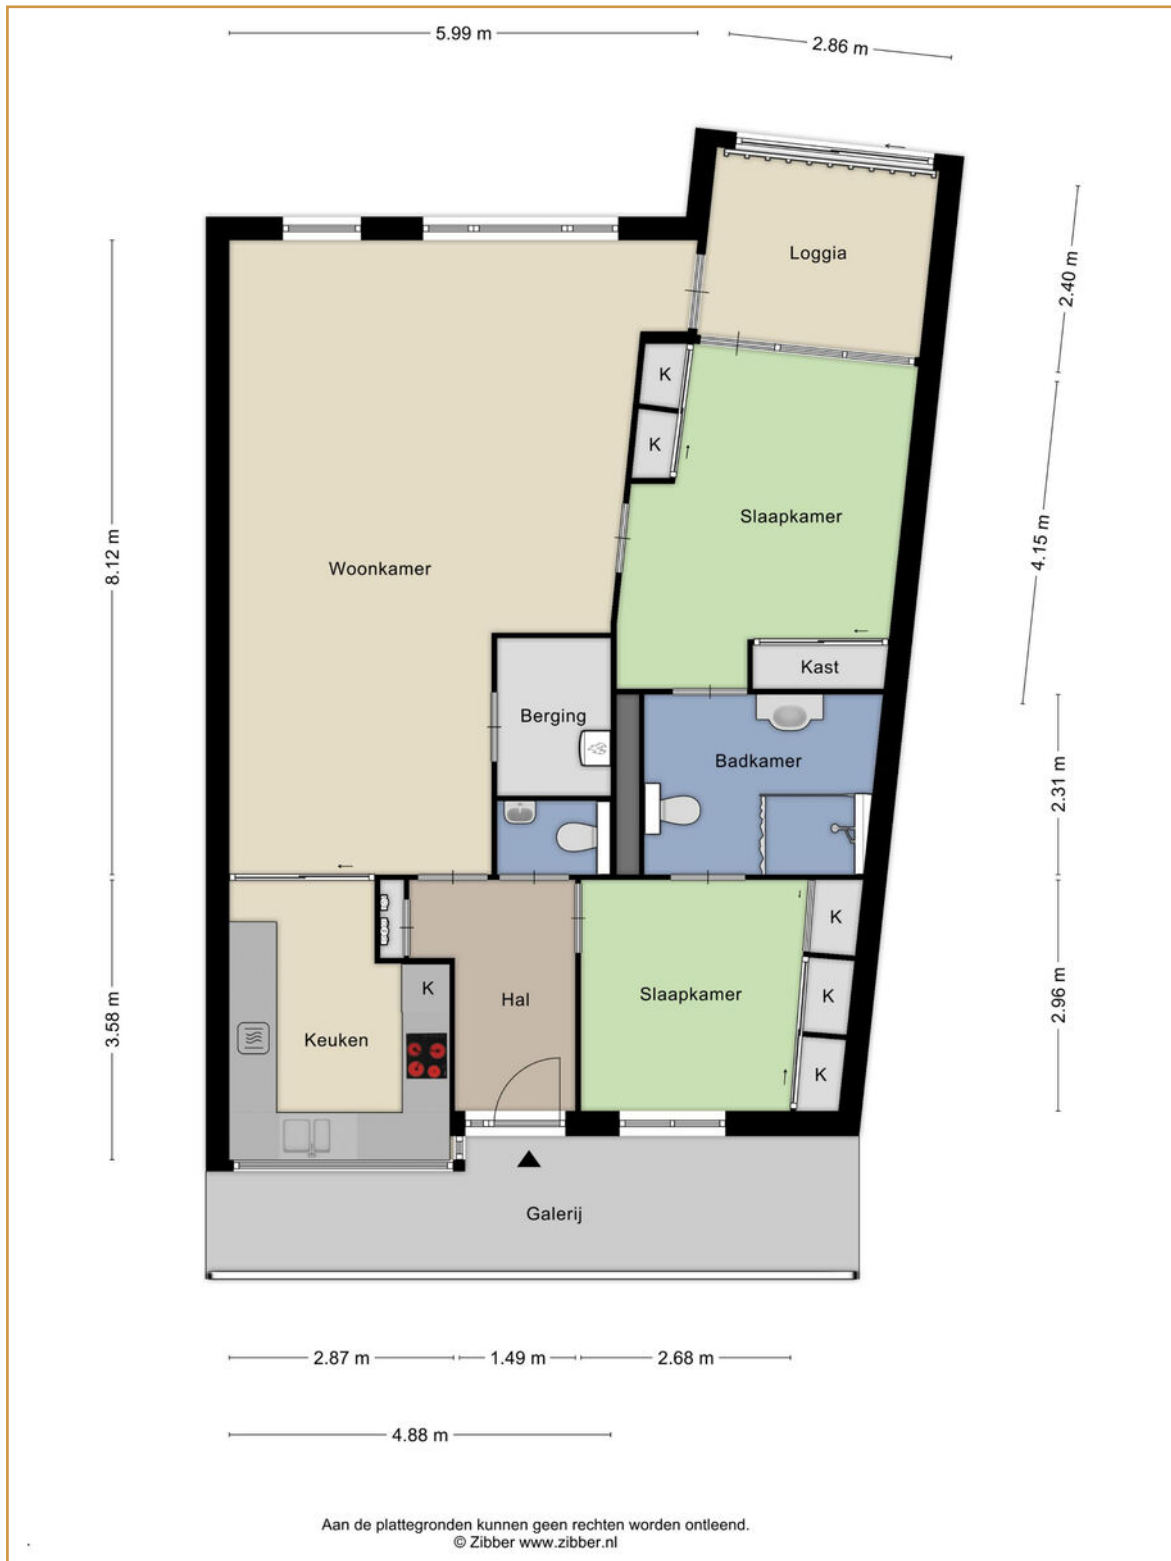 5.99 m
2.86 m
Loggia
2.40 m
K
K
Slaapkamer
4.15 m
8.12 m
Woonkamer
Kast
Berging
Badkamer
2.31 m
K
Slaapkamer
K
2.96 m
K
Hal
Keuken
3.58 m
K
Galerij
2.87 m
1.49 m
2.68 m
4.88 m
Aan de plattegronden kunnen geen rechten worden ontleend.
© Zibber www.zibber.nl